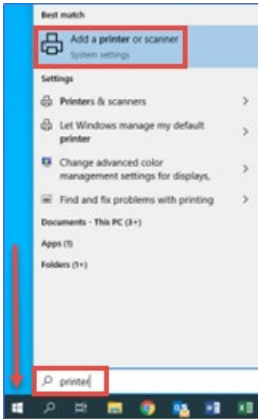 Best match
Add a printer or scanner
System settings
Settings
Printers & scanners
Let Windows manage my default
printer
Change advanced color
management settings for displays,
Find and fix problems with printing
Documents - This PC (3+)
Apps (1)
Folders (1+)
printer